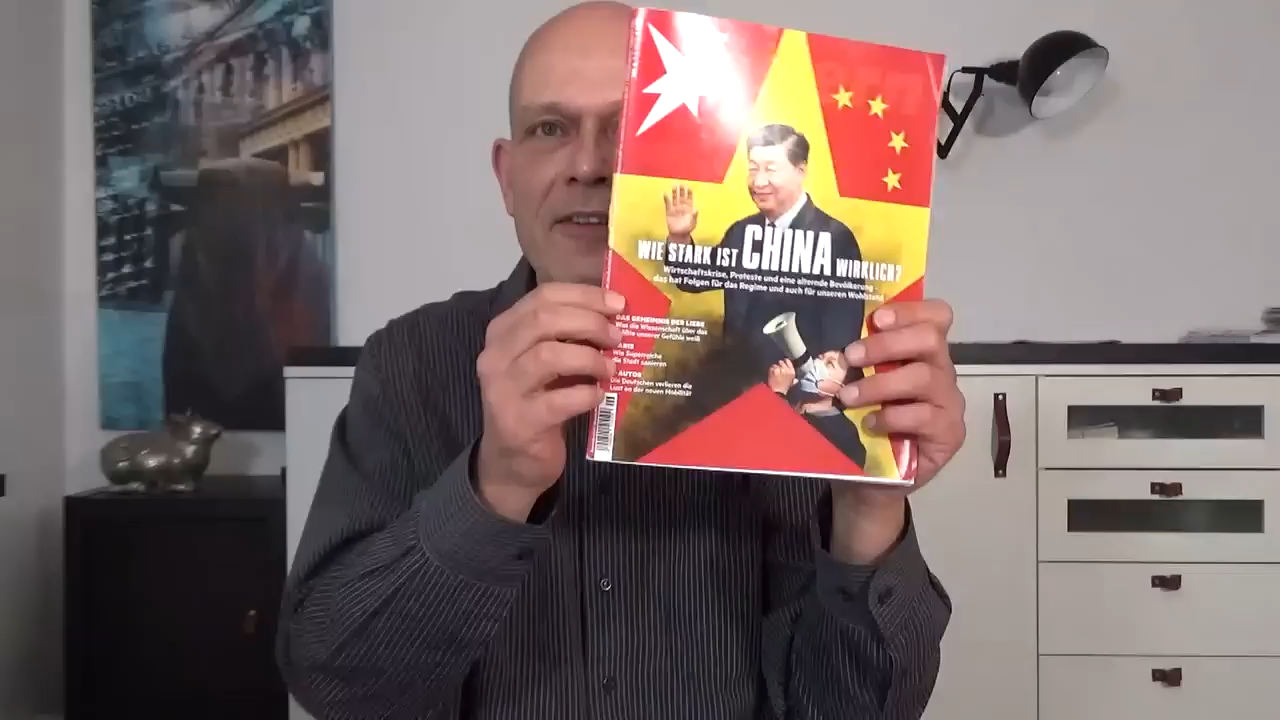 WIE STARK IST CHINA WIRKLICH?
Wirtschaftskrise, Proteste und eine alternde Bevölkerung –
das hat Folgen für das Regime und auch für unseren Wohlstand
DAS GEHEIMNIS DER LIEBE
Was die Wissenschaft über das
unserer Gefühle weiß
Wie Superreiche
die Stadt sanieren
AUTOS
Die Deutschen verlieren die
Lust an der neuen Mobilität